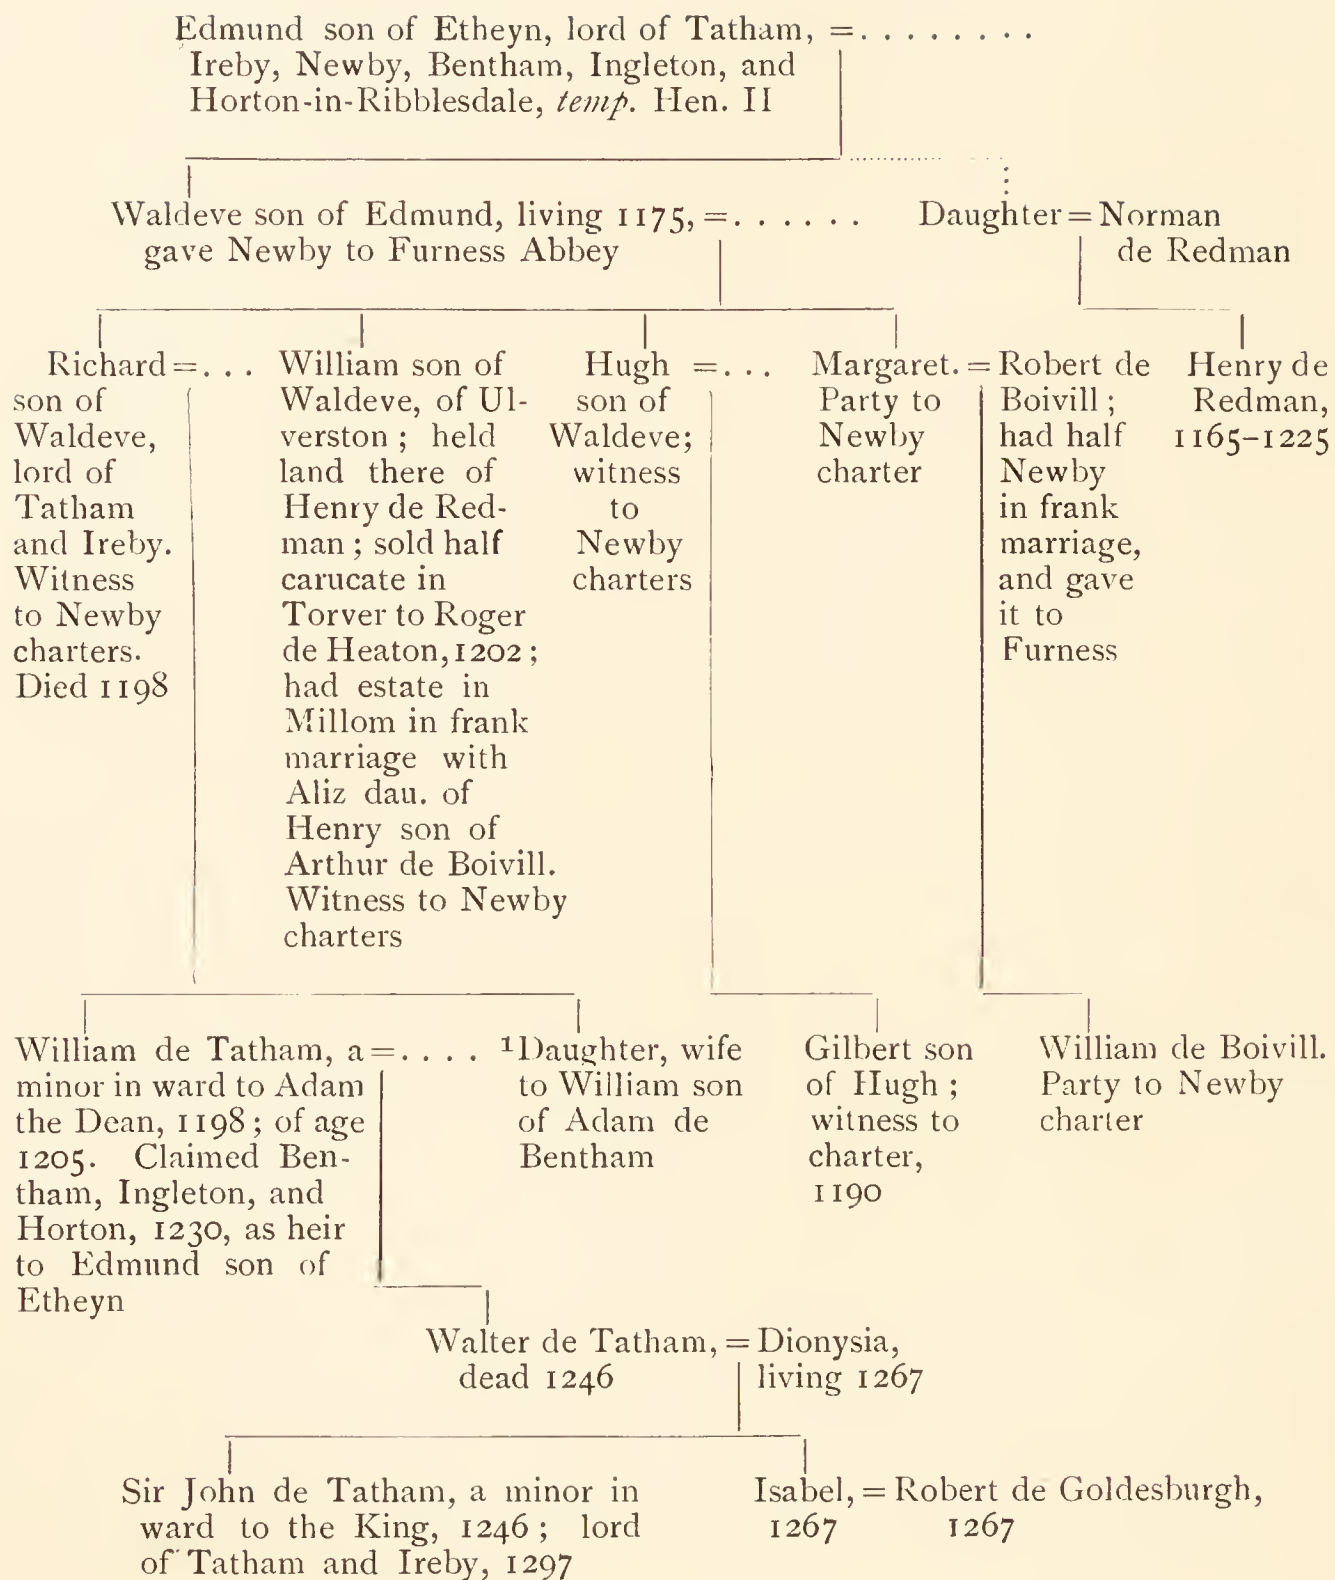 Edmund son of Etheyn, lord of Tatham, = . . . . . . . .
Ireby, Newby, Bentham, Ingleton, and
Horton-in-Ribblesdale, temp. Hen. II
Waldeve son of Edmund, living 1175, = . . . . . .
gave Newby to Furness Abbey
Daughter = Norman
de Redman
Richard = . . .
son of
Waldeve,
lord of
Tatham
and Ireby.
Witness
to Newby
charters.
Died 1198
William son of
Waldeve, of Ul-
verston ; held
land there of
Henry de Red-
man ; sold half
carucate in
Torver to Roger
de Heaton, 1202 ;
had estate in
Millom in frank
marriage with
Aliz dau. of
Henry son of
Arthur de Boivill.
Witness to Newby
charters
Hugh = . . .
son of
Waldeve;
witness
to
Newby
charters
Margaret. = Robert de
Party to
Newby
charter
Boivill ;
had half
Newby
in frank
marriage,
and gave
it to
Furness
Henry de
Redman,
1165–1225
William de Tatham, a = . . . .
minor in ward to Adam
the Dean, 1198 ; of age
1205. Claimed Ben-
tham, Ingleton, and
Horton, 1230, as heir
to Edmund son of
Etheyn
¹Daughter, wife
to William son
of Adam de
Bentham
Gilbert son
of Hugh ;
witness to
charter,
1190
William de Boivill.
Party to Newby
charter
Walter de Tatham, = Dionysia,
dead 1246 living 1267
Sir John de Tatham, a minor in
ward to the King, 1246 ; lord
of Tatham and Ireby, 1297
Isabel, = Robert de Goldesburgh,
1267 1267